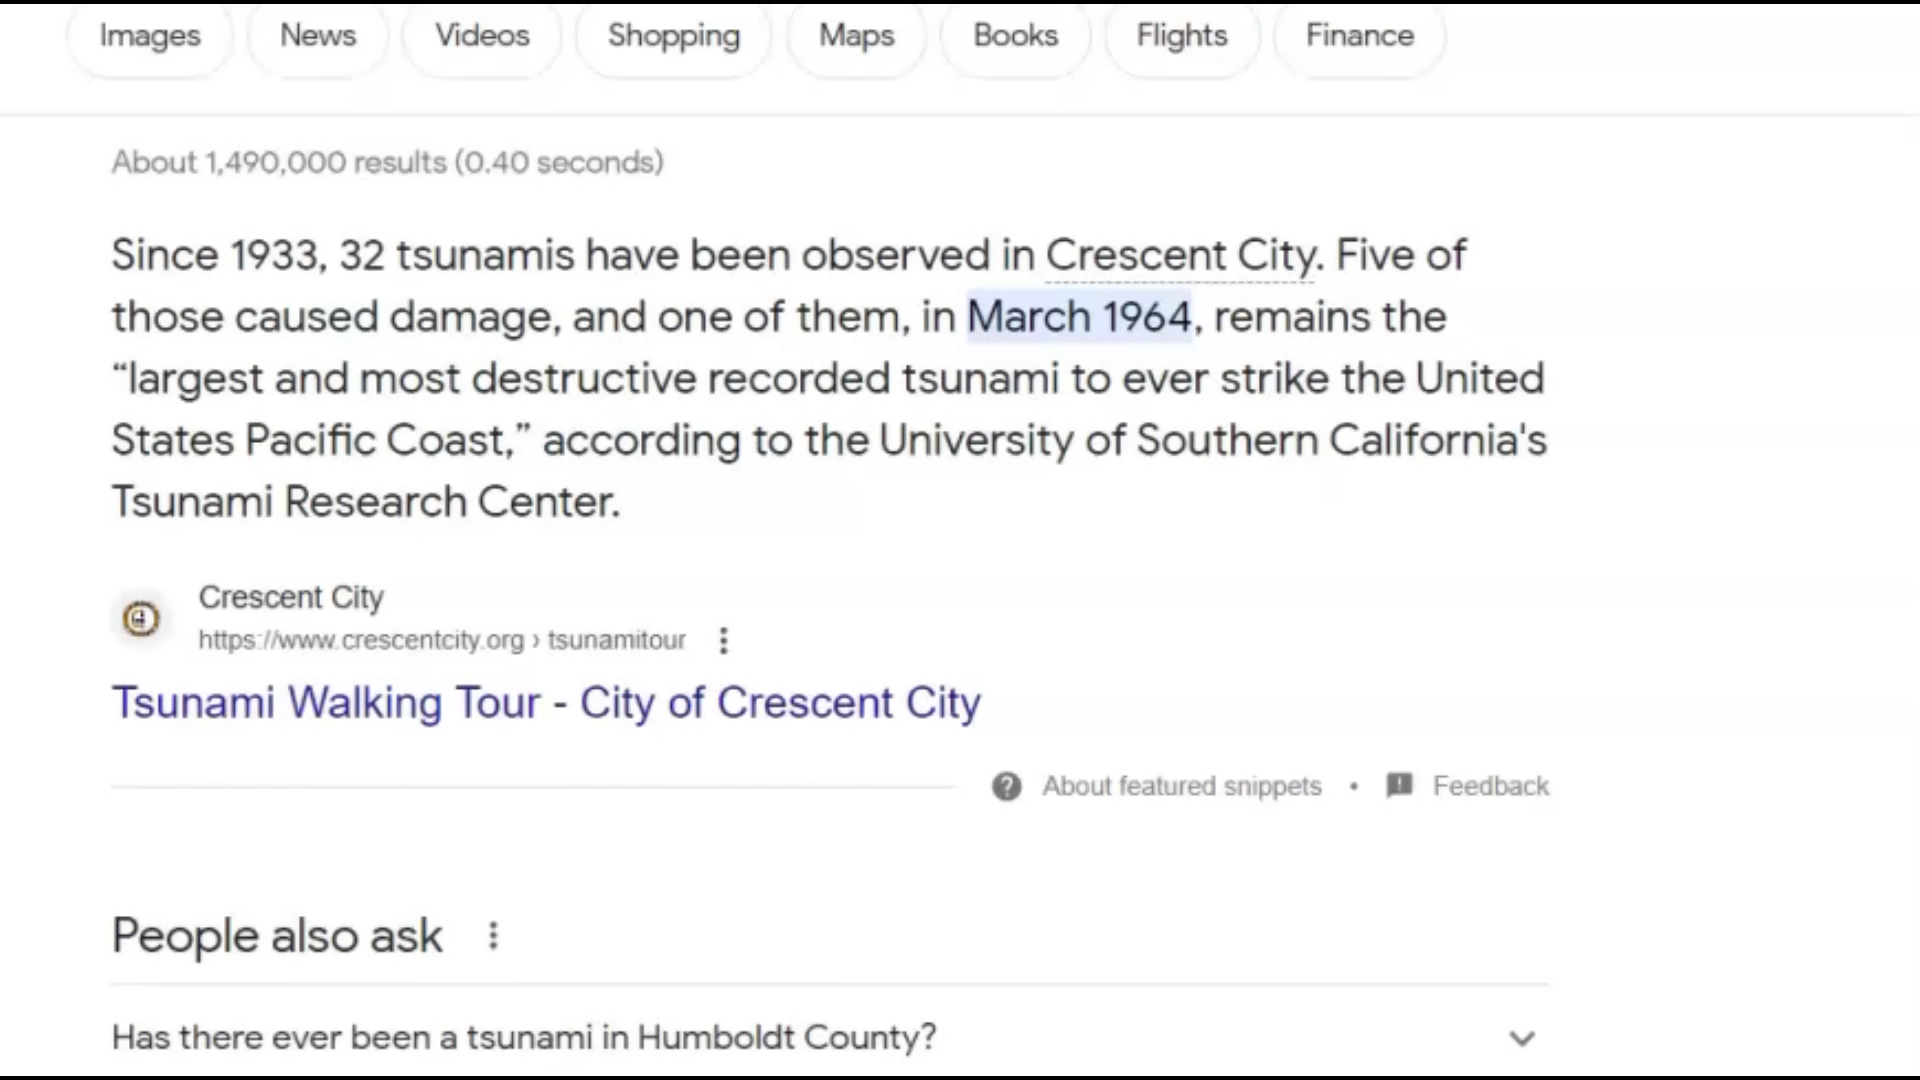 Images News Videos Shopping Maps Books Flights Finance
About 1,490,000 results (0.40 seconds)
Since 1933, 32 tsunamis have been observed in Crescent City. Five of
those caused damage, and one of them, in March 1964, remains the
“largest and most destructive recorded tsunami to ever strike the United
States Pacific Coast,” according to the University of Southern California's
Tsunami Research Center.
Crescent City
https://www.crescentcity.org › tsunamitour
Tsunami Walking Tour - City of Crescent City
About featured snippets • Feedback
People also ask
Has there ever been a tsunami in Humboldt County?